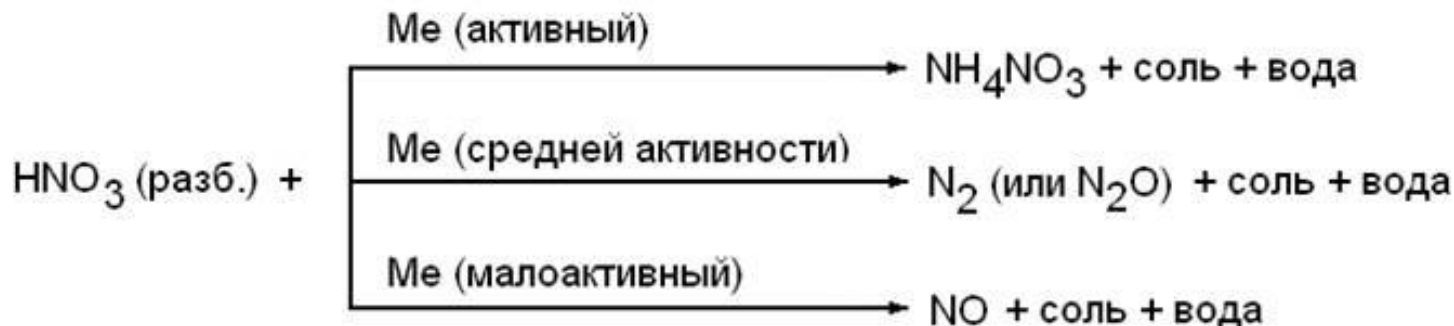 Me (активный)
NH4NO3 + соль + вода
Me (средней активности)
HNO3 (разб.) +
N2 (или N2O) + соль + вода
Me (малоактивный)
NO + соль + вода